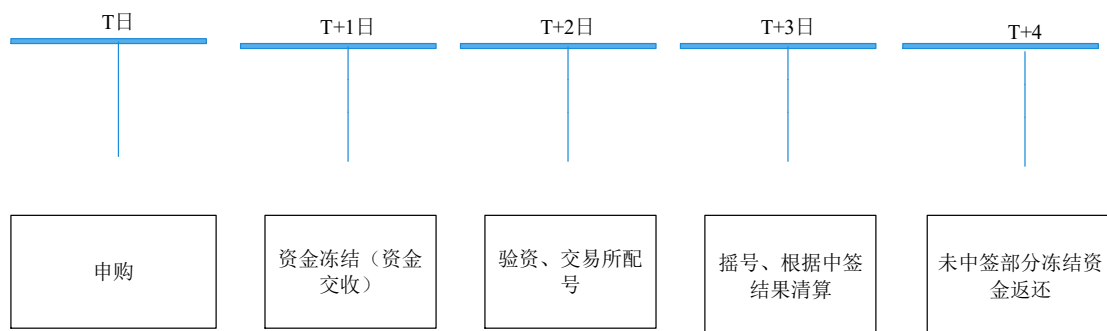 T日
T+1日
T+2日
T+3日
T+4
申购
资金冻结（资金
交收）
验资、交易所配
号
摇号、根据中签
结果清算
未中签部分冻结资
金返还